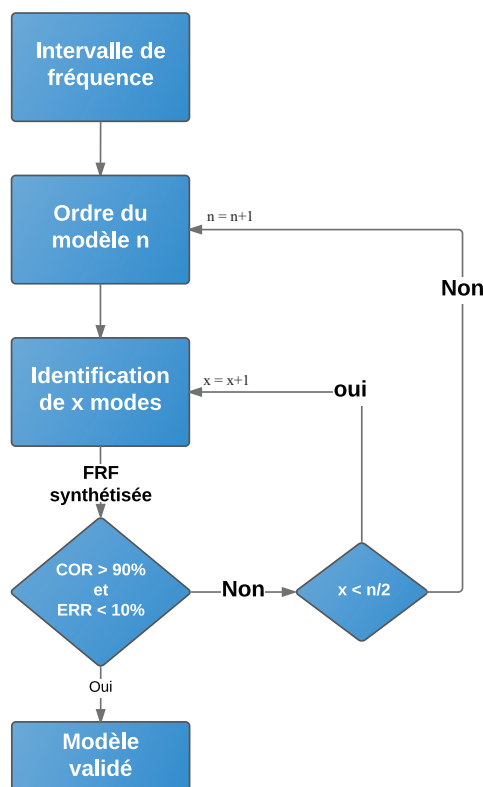 Intervalle de
fréquence
Ordre du
modèle n
n = n+1
Non
Identification
de x modes
x = x+1
oui
FRF
synthétisée
COR > 90%
et
ERR < 10%
Non
x < n/2
Oui
Modèle
validé